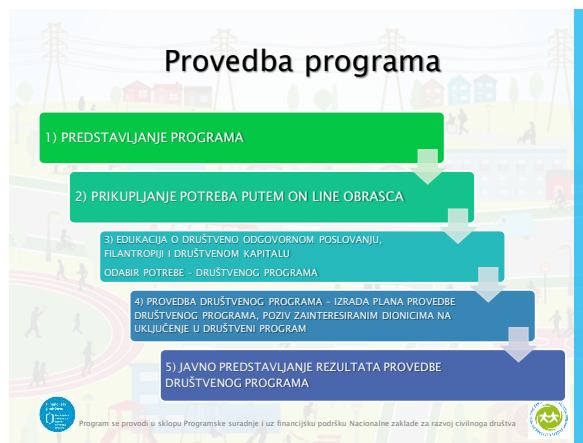 Provedba programa
1) PREDSTAVLJANJE PROGRAMA
2) PRIKUPLJANJE POTREBA PUTEM ON LINE OBRASCA
3) EDUKACIJA O DRUŠTVENO ODGOVORNOM POSLOVANJU,
FILANTROPIJI I DRUŠTVENOM KAPITALU
ODABIR POTREBE – DRUŠTVENOG PROGRAMA
4) PROVEDBA DRUŠTVENOG PROGRAMA – IZRADA PLANA PROVEDBE
DRUŠTVENOG PROGRAMA, POZIV ZAINTERESIRANIM DIONICIMA NA
UKLJUČENJE U DRUŠTVENI PROGRAM
5) JAVNO PREDSTAVLJANJE REZULTATA PROVEDBE
DRUŠTVENOG PROGRAMA
Program se provodi u sklopu Programske suradnje i uz financijsku podršku Nacionalne zaklade za razvoj civilnoga društva